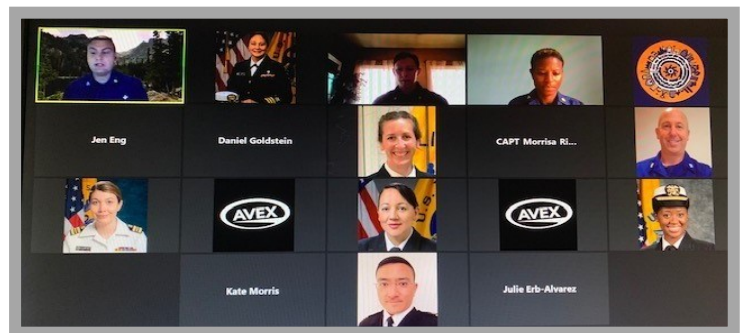 Jen Eng
Daniel Goldstein
CAPT Morrisa Ri...
AVEX
AVEX
Kate Morris
Julie Erb-Alvarez